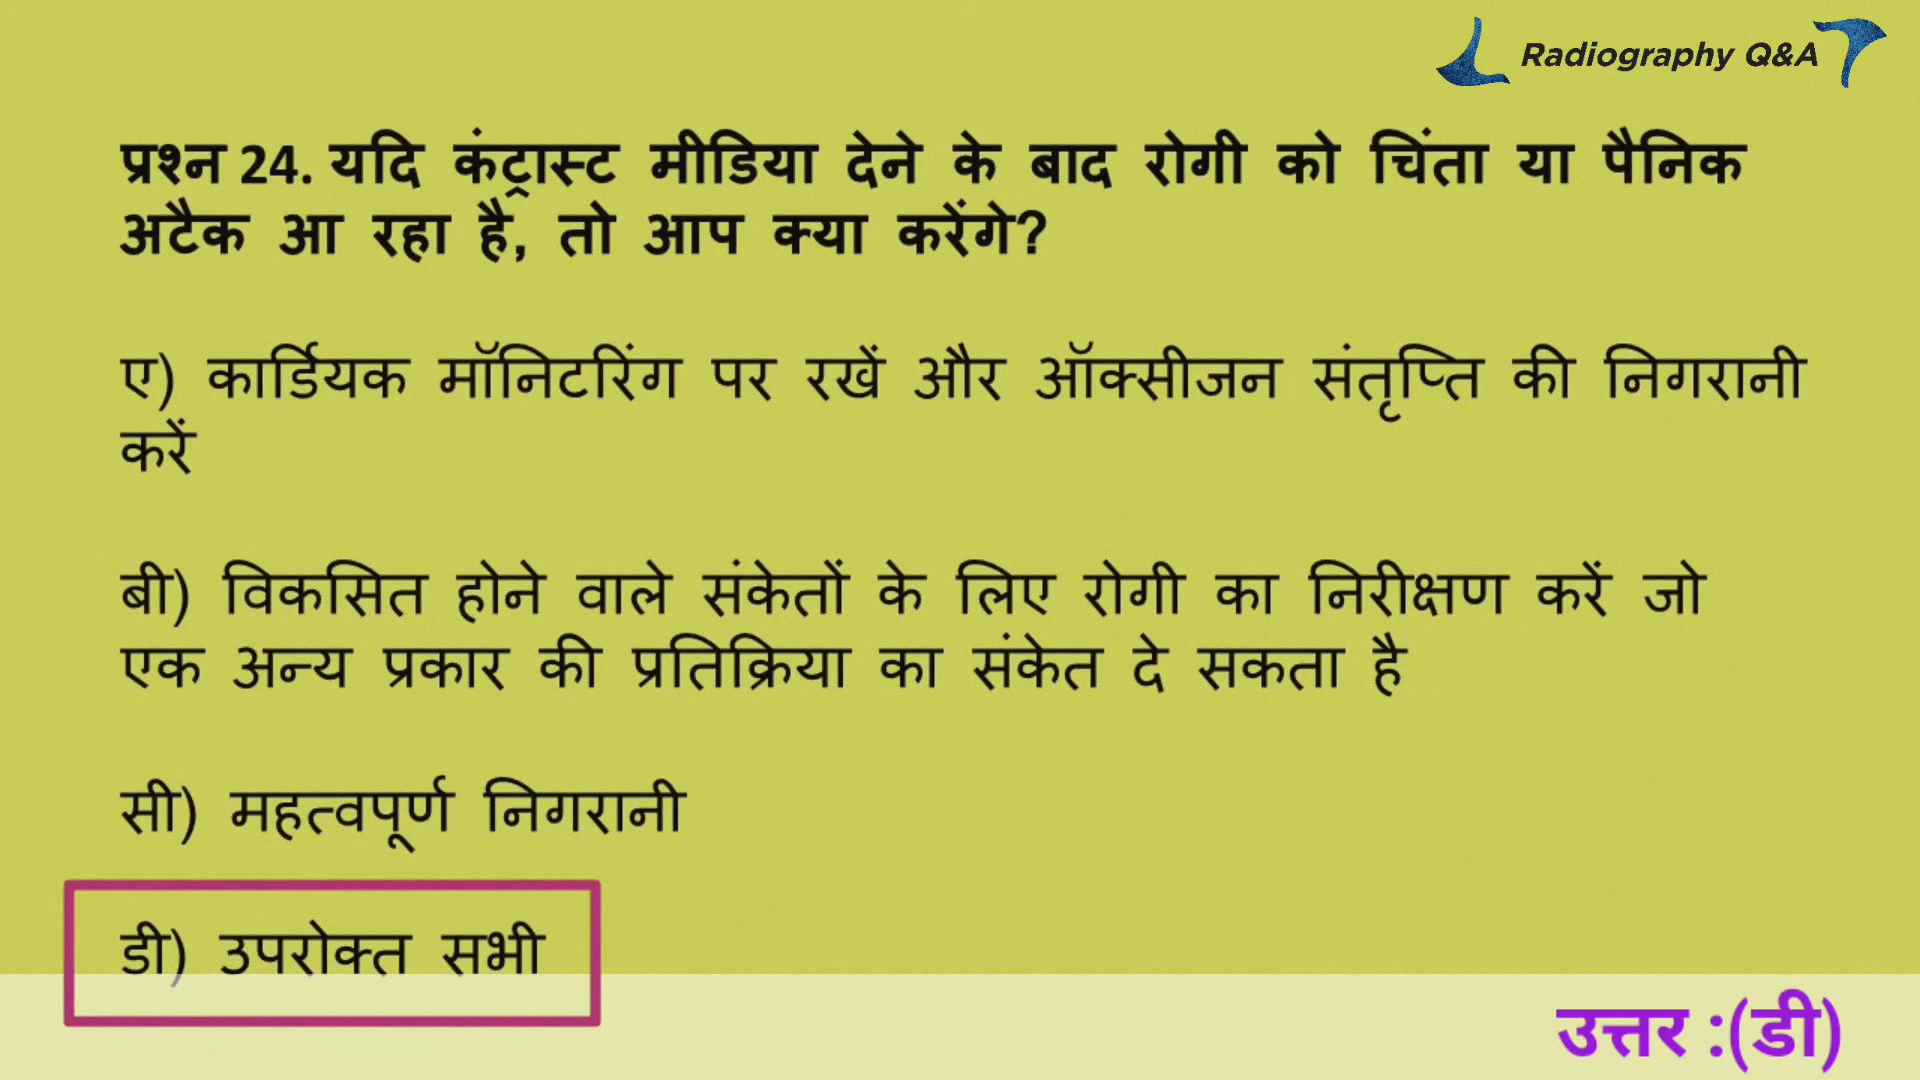 Radiography Q&A
प्रश्न 24. यदि कंट्रास्ट मीडिया देने के बाद रोगी को चिंता या पैनिक
अटैक आ रहा है, तो आप क्या करेंगे?
ए) कार्डियक मॉनिटरिंग पर रखें और ऑक्सीजन संतृप्ति की निगरानी
करें
बी) विकसित होने वाले संकेतों के लिए रोगी का निरीक्षण करें जो
एक अन्य प्रकार की प्रतिक्रिया का संकेत दे सकता है
सी) महत्वपूर्ण निगरानी
डी) उपरोक्त सभी
उत्तर :(डी)